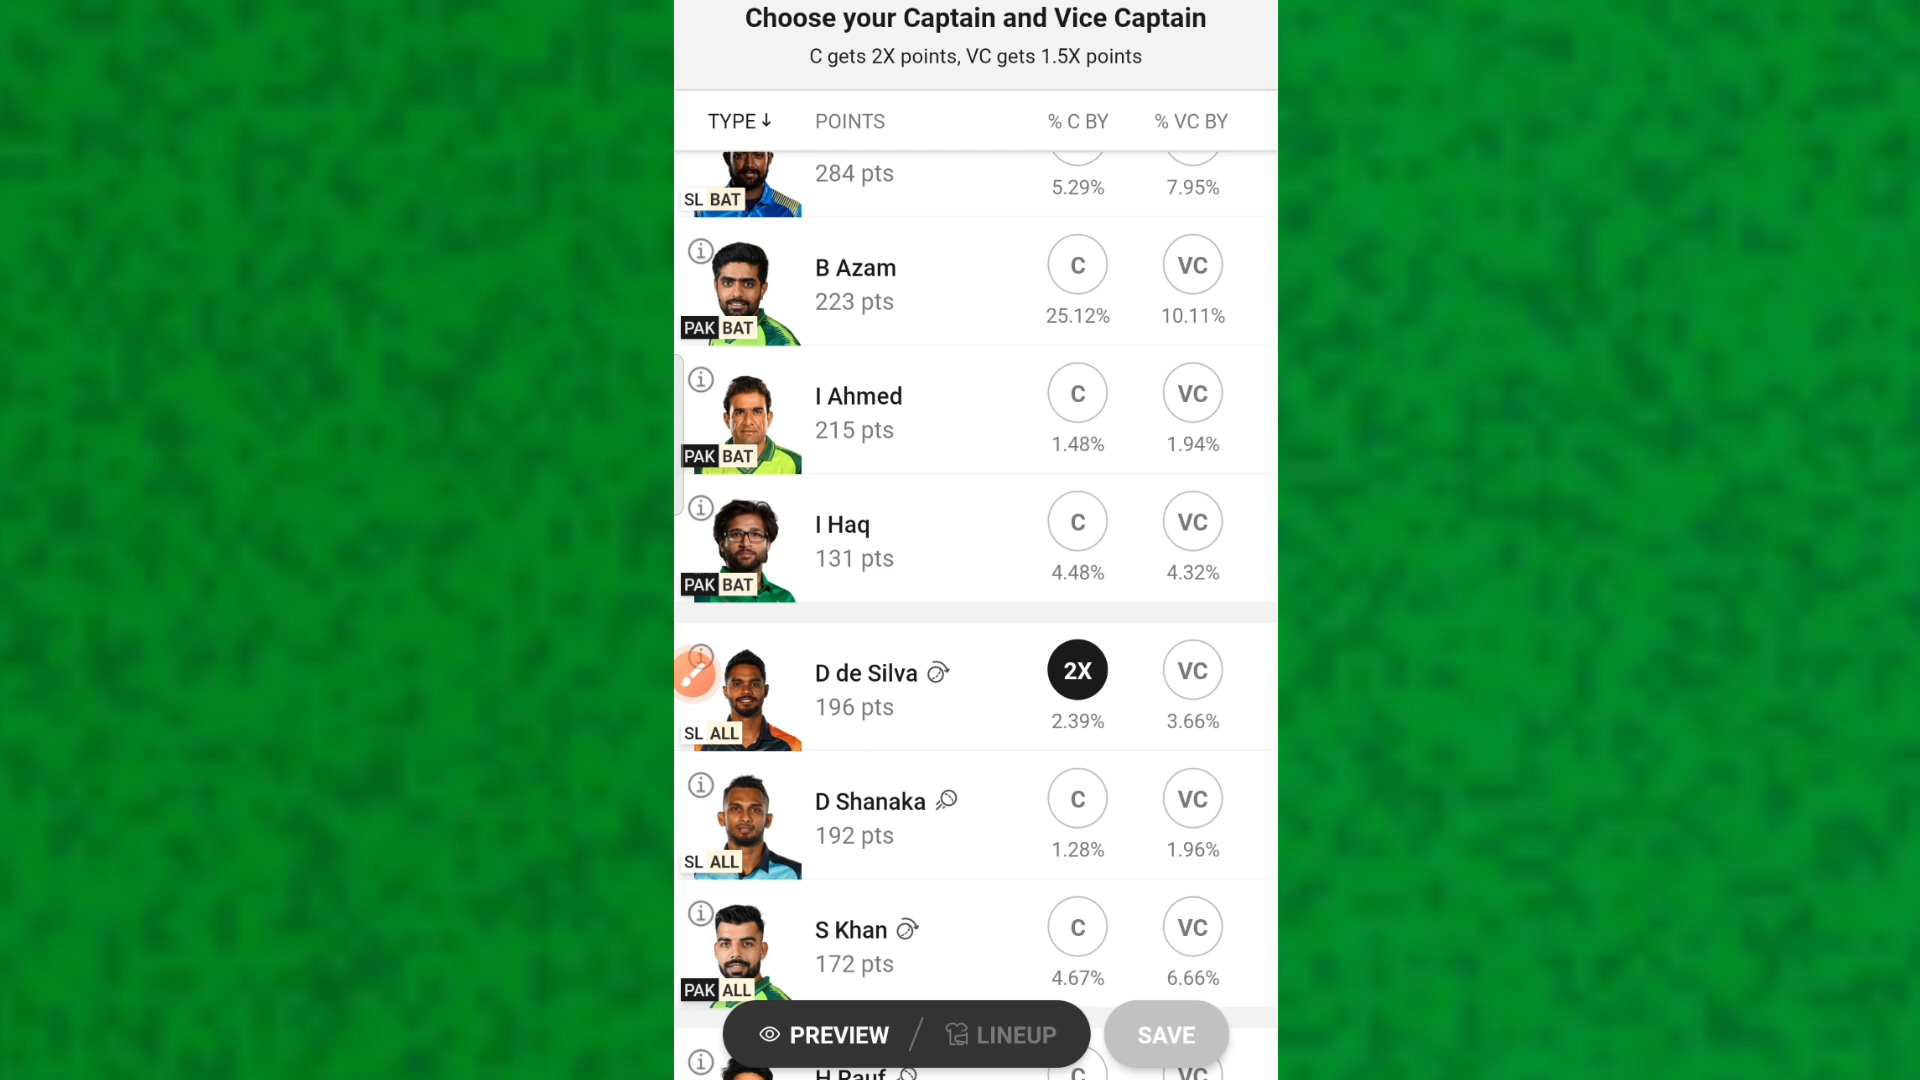 Choose your Captain and Vice Captain
C gets 2X points, VC gets 1.5X points
TYPE↓ POINTS % C BY % VC BY
284 pts 5.29% 7.95%
SL BAT
B Azam C VC
223 pts 25.12% 10.11%
PAK BAT
I Ahmed C VC
215 pts 1.48% 1.94%
PAK BAT
I Haq C VC
131 pts 4.48% 4.32%
PAK BAT
D de Silva 2X VC
196 pts 2.39% 3.66%
SL ALL
D Shanaka C VC
192 pts 1.28% 1.96%
SL ALL
S Khan C VC
172 pts 4.67% 6.66%
PAK ALL
PREVIEW / LINEUP SAVE
H Rauf C VC